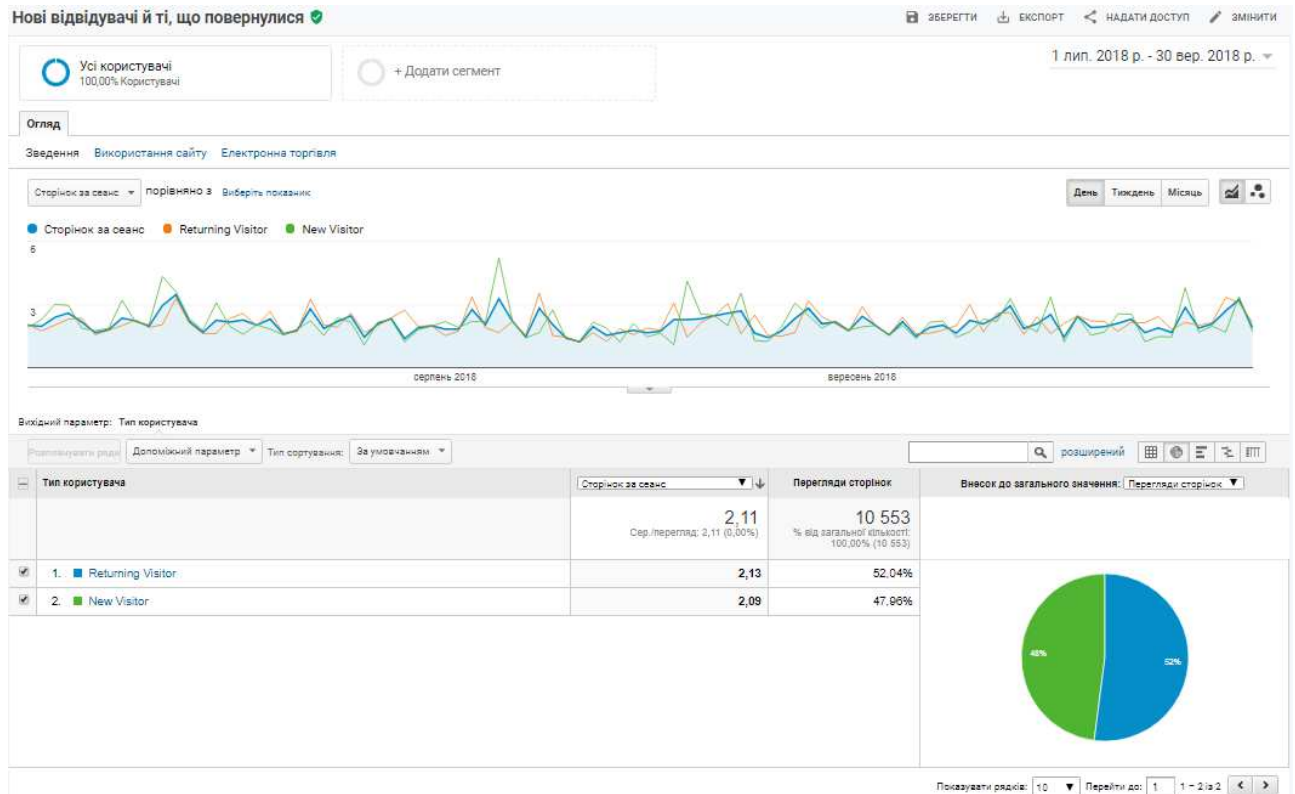 Нові відвідувачі й ті, що повернулися
ЗБЕРЕГТИ ЕКСПОРТ НАДАТИ ДОСТУП ЗМІНИТИ
Усі користувачі
100,00% Користувачі
+ Додати сегмент
1 лип. 2018 р. - 30 вер. 2018 р.
Огляд
Зведення Використання сайту Електронна торгівля
Сторінок за сеанс порівняно з Виберіть показник
День Тиждень Місяць
Сторінок за сеанс Returning Visitor New Visitor
6
3
серпень 2018 вересень 2018
Вихідний параметр: Тип користувача
Розпланувати ряди Допоміжний параметр Тип сортування: За умовчанням
розширений
Тип користувача Сторінок за сеанс Перегляди сторінок Внесок до загального значення: Перегляди сторінок
2,11 10 553
Сер./перегляд: 2,11 (0,00%) % від загальної кількості:
100,00% (10 553)
1. Returning Visitor 2,13 52,04%
2. New Visitor 2,09 47,96%
48% 52%
Показувати рядків: 10 Перейти до: 1 1 – 2 із 2